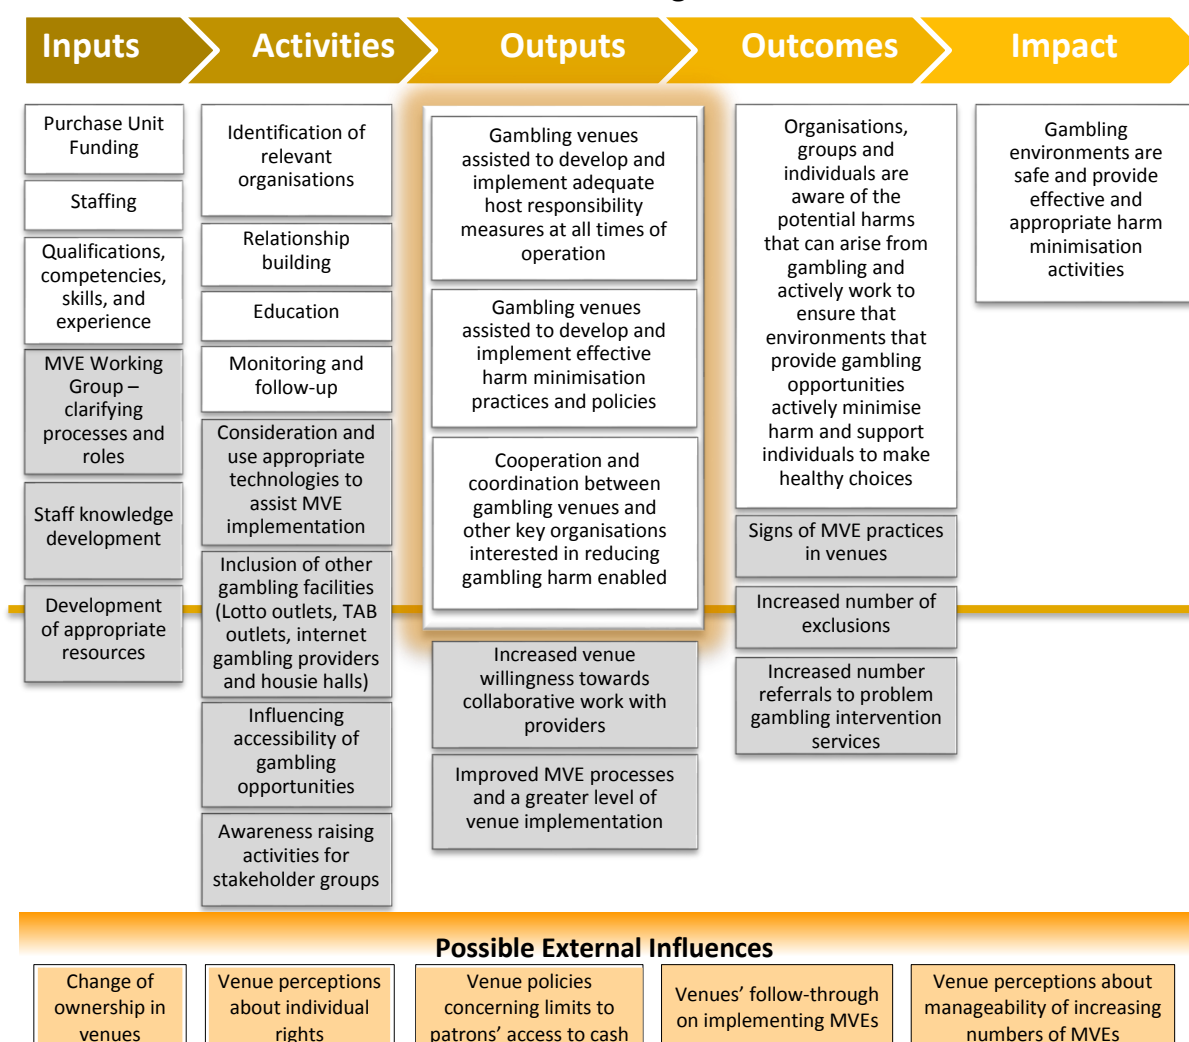 Inputs
Activities
Outputs
Outcomes
Impact
Purchase Unit
Funding
Staffing
Qualifications,
competencies,
skills, and
experience
MVE Working
Group –
clarifying
processes and
roles
Staff knowledge
development
Development
of appropriate
resources
Identification of
relevant
organisations
Relationship
building
Education
Monitoring and
follow-up
Consideration and
use appropriate
technologies to
assist MVE
implementation
Inclusion of other
gambling facilities
(Lotto outlets, TAB
outlets, internet
gambling providers
and housie halls)
Influencing
accessibility of
gambling
opportunities
Awareness raising
activities for
stakeholder groups
Gambling venues
assisted to develop and
implement adequate
host responsibility
measures at all times of
operation
Gambling venues
assisted to develop and
implement effective
harm minimisation
practices and policies
Cooperation and
coordination between
gambling venues and
other key organisations
interested in reducing
gambling harm enabled
Increased venue
willingness towards
collaborative work with
providers
Improved MVE processes
and a greater level of
venue implementation
Organisations,
groups and
individuals are
aware of the
potential harms
that can arise from
gambling and
actively work to
ensure that
environments that
provide gambling
opportunities
actively minimise
harm and support
individuals to make
healthy choices
Signs of MVE practices
in venues
Increased number of
exclusions
Increased number
referrals to problem
gambling intervention
services
Gambling
environments are
safe and provide
effective and
appropriate harm
minimisation
activities
Possible External Influences
Change of
ownership in
venues
Venue perceptions
about individual
rights
Venue policies
concerning limits to
patrons’ access to cash
Venues’ follow-through
on implementing MVEs
Venue perceptions about
manageability of increasing
numbers of MVEs